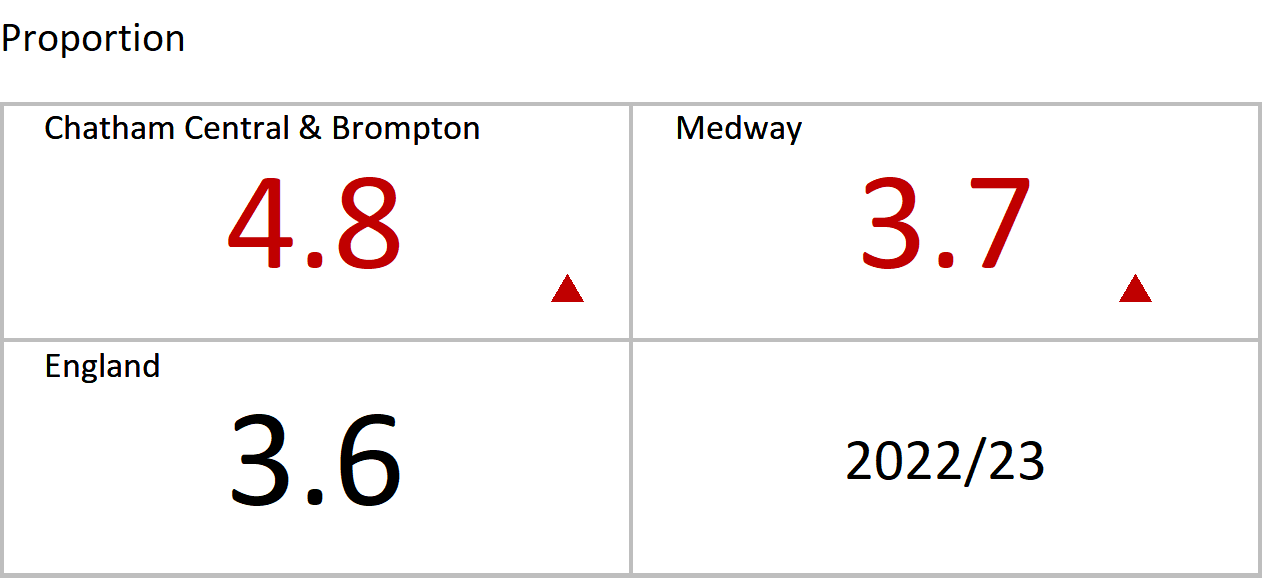 Proportion
Chatham Central & Brompton
4.8
Medway
3.7
England
3.6
2022/23